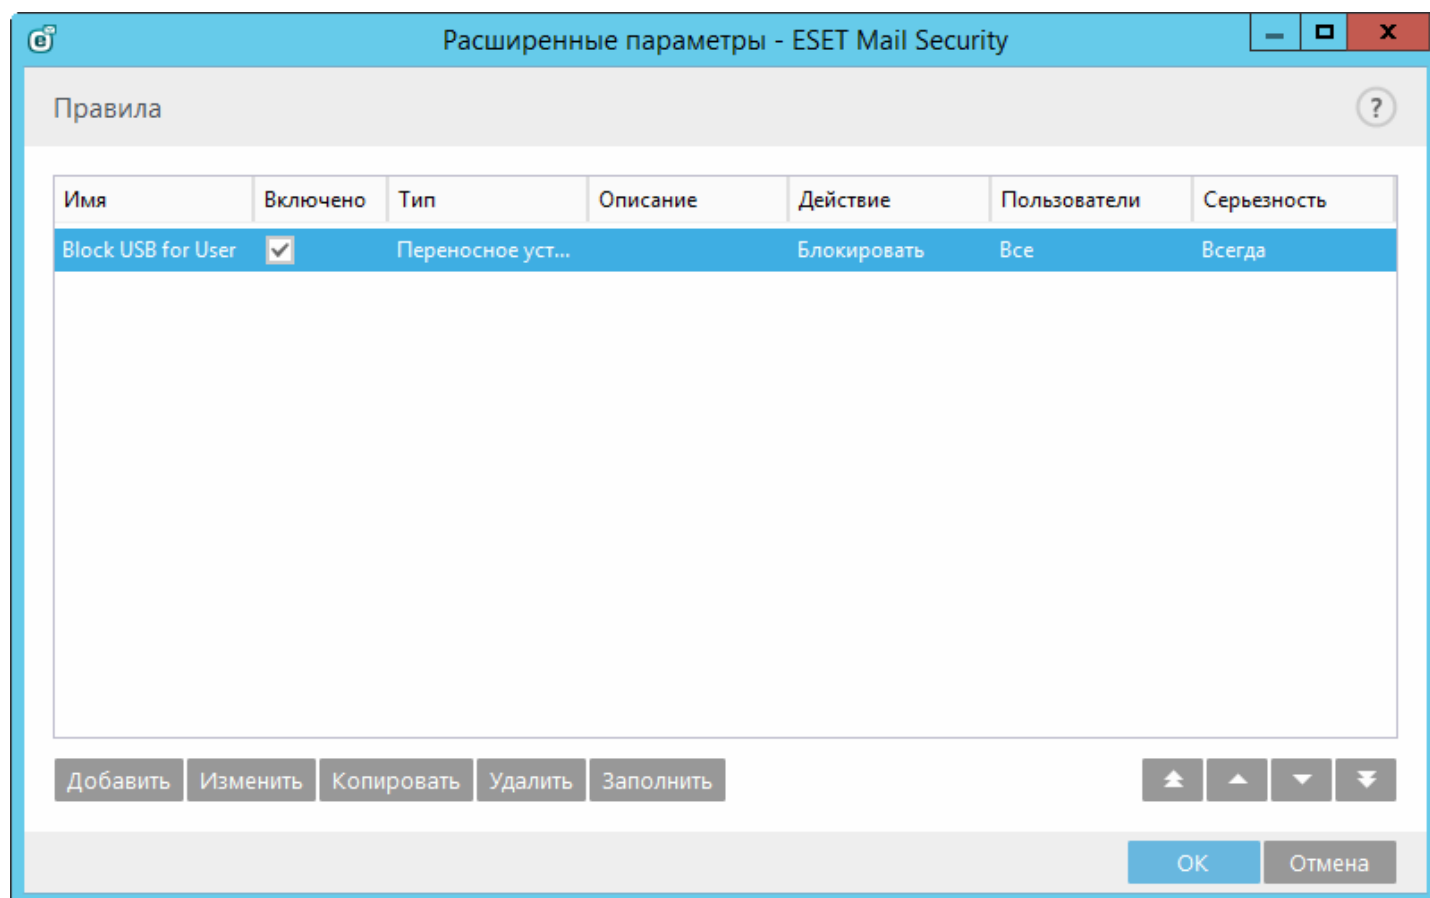 Расширенные параметры - ESET Mail Security
Правила
?
Имя Включено Тип Описание Действие Пользователи Серьезность
Block USB for User Переносное уст... Блокировать Все Всегда
Добавить Изменить Копировать Удалить Заполнить
OK Отмена